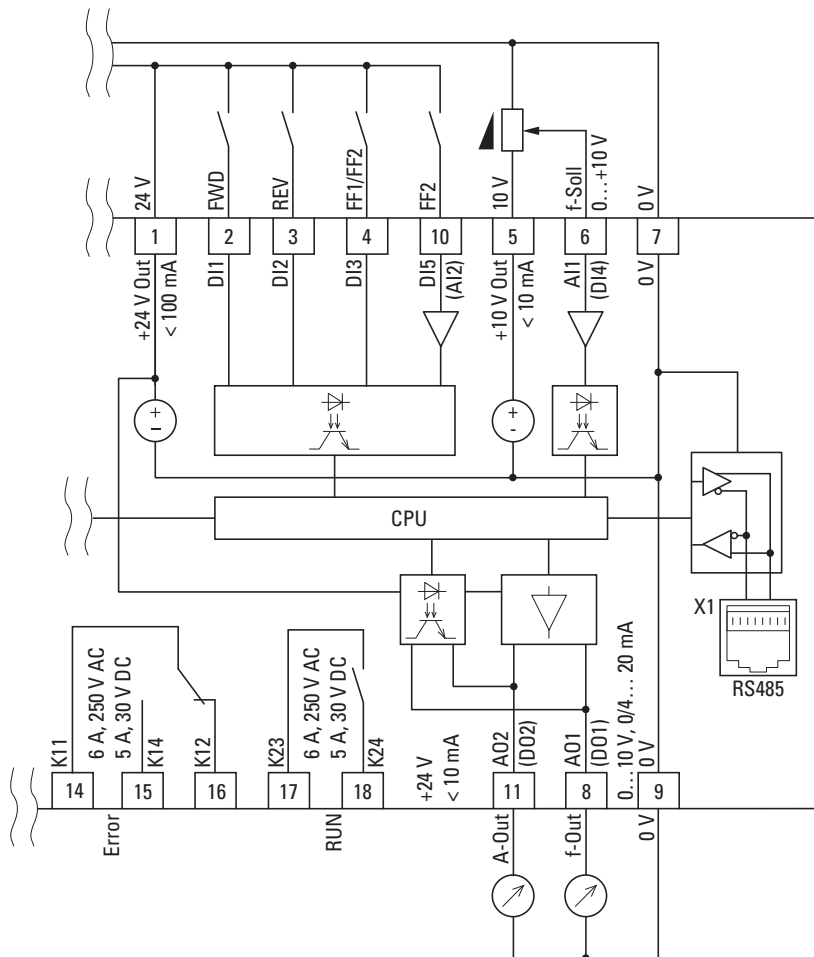 24 V
FWD
REV
FF1/FF2
FF2
10 V
f-Soll
0...+10 V
0 V
1
2
3
4
10
5
6
7
+24 V Out
< 100 mA
DI1
DI2
DI3
DI5
(AI2)
+10 V Out
< 10 mA
AI1
(DI4)
0 V
+
–
+
-
CPU
X1
RS485
K11
6 A, 250 V AC
5 A, 30 V DC
K14
K12
K23
6 A, 250 V AC
5 A, 30 V DC
K24
+24 V
< 10 mA
AO2
(DO2)
AO1
(DO1)
0...10 V, 0/4... 20 mA
0 V
14
15
16
17
18
11
8
9
Error
RUN
A-Out
f-Out
0 V